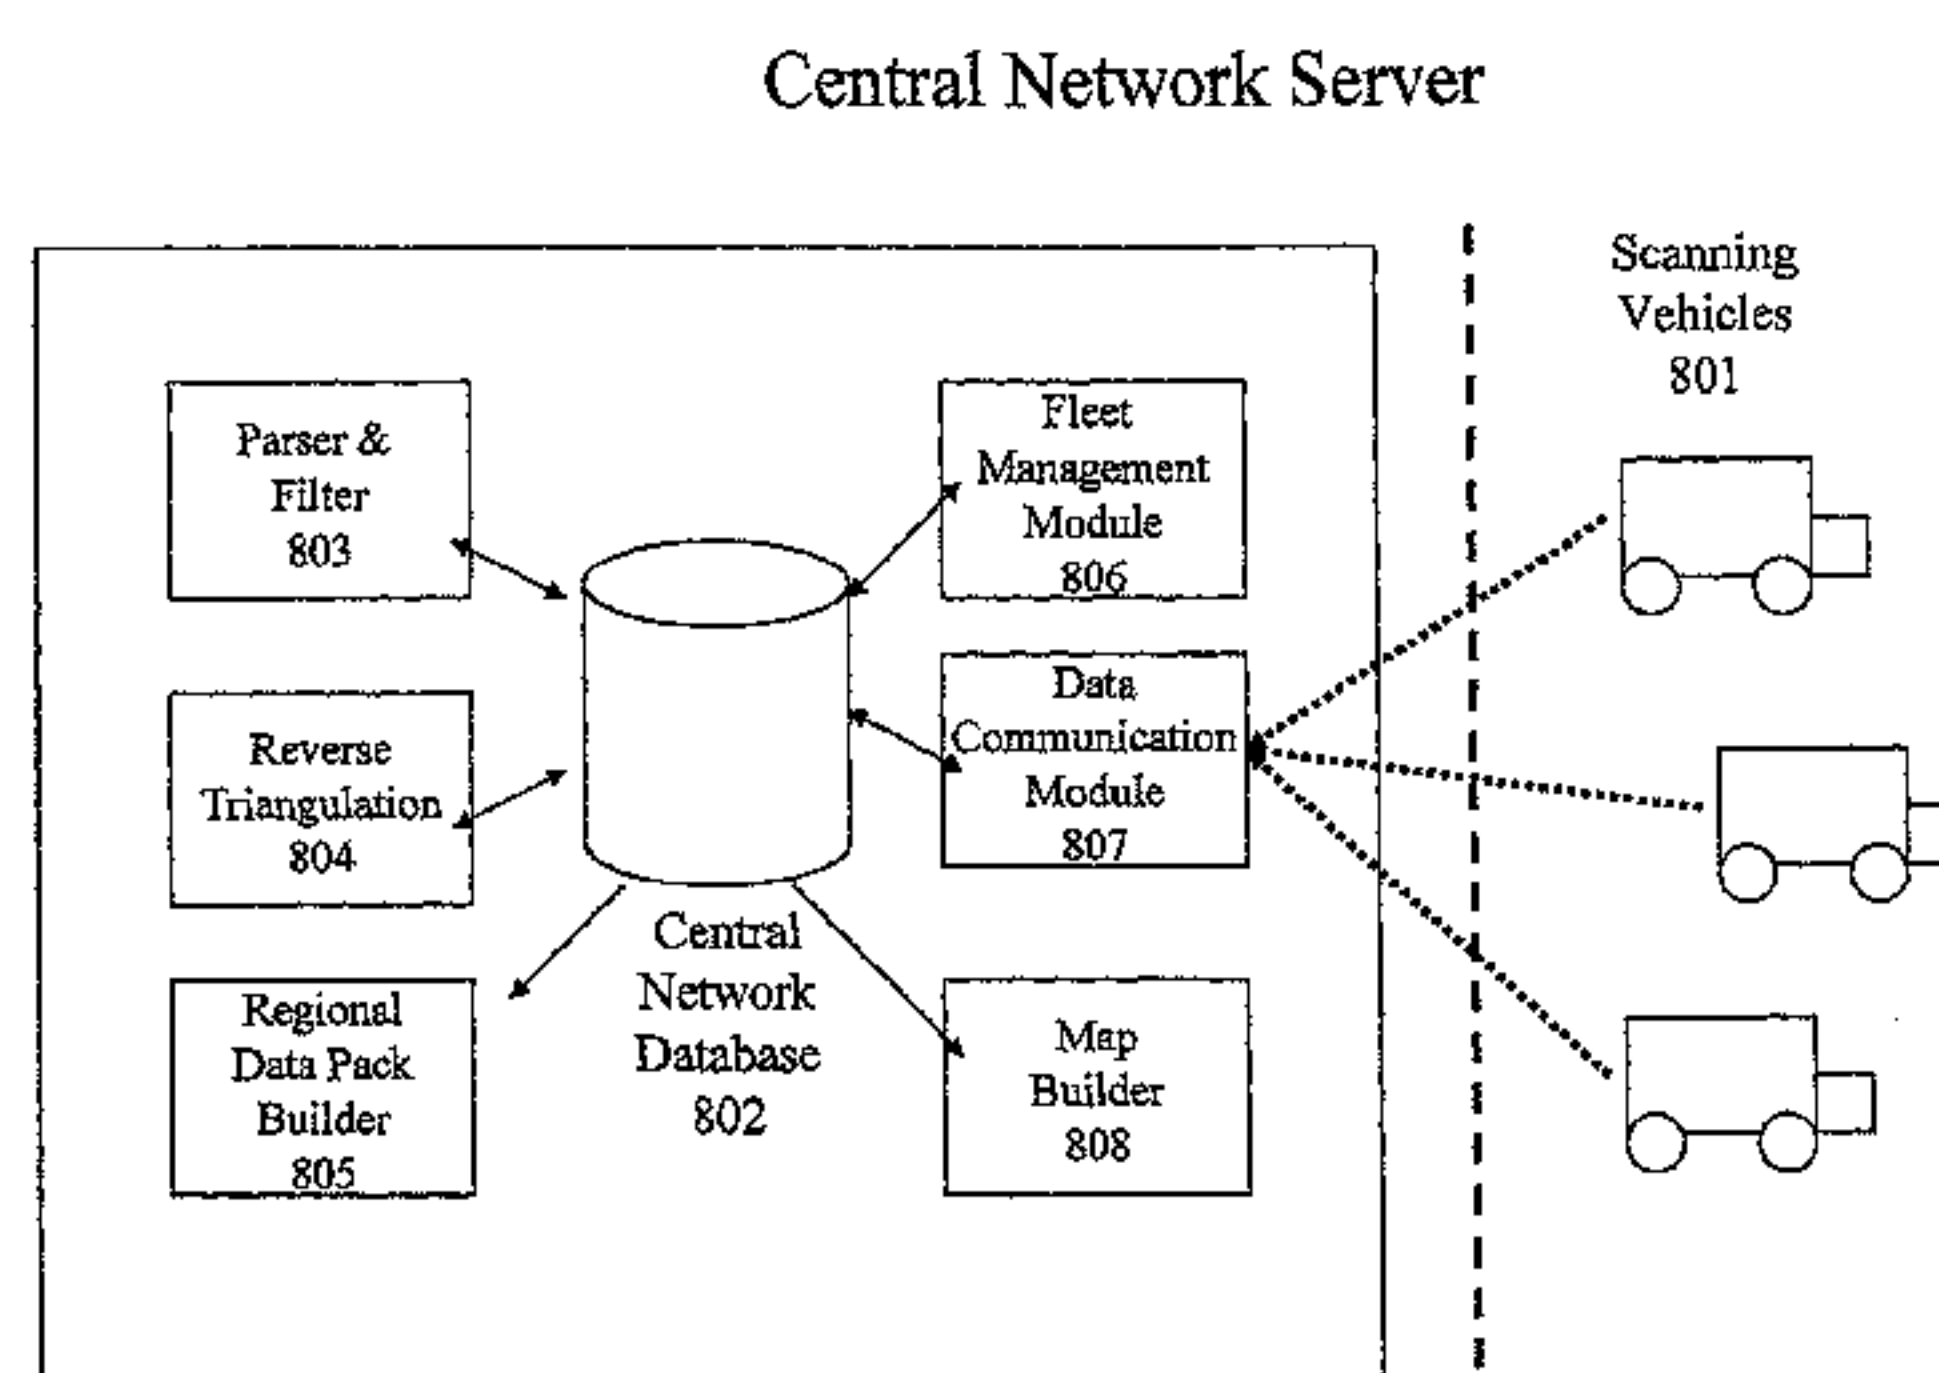 Central Network Server
Scanning
Vehicles
801
Parser &
Filter
803
Fleet
Management
Module
806
Reverse
Triangulation
804
Data
Communication
Module
807
Regional
Data Pack
Builder
805
Central
Network
Database
802
Map
Builder
808